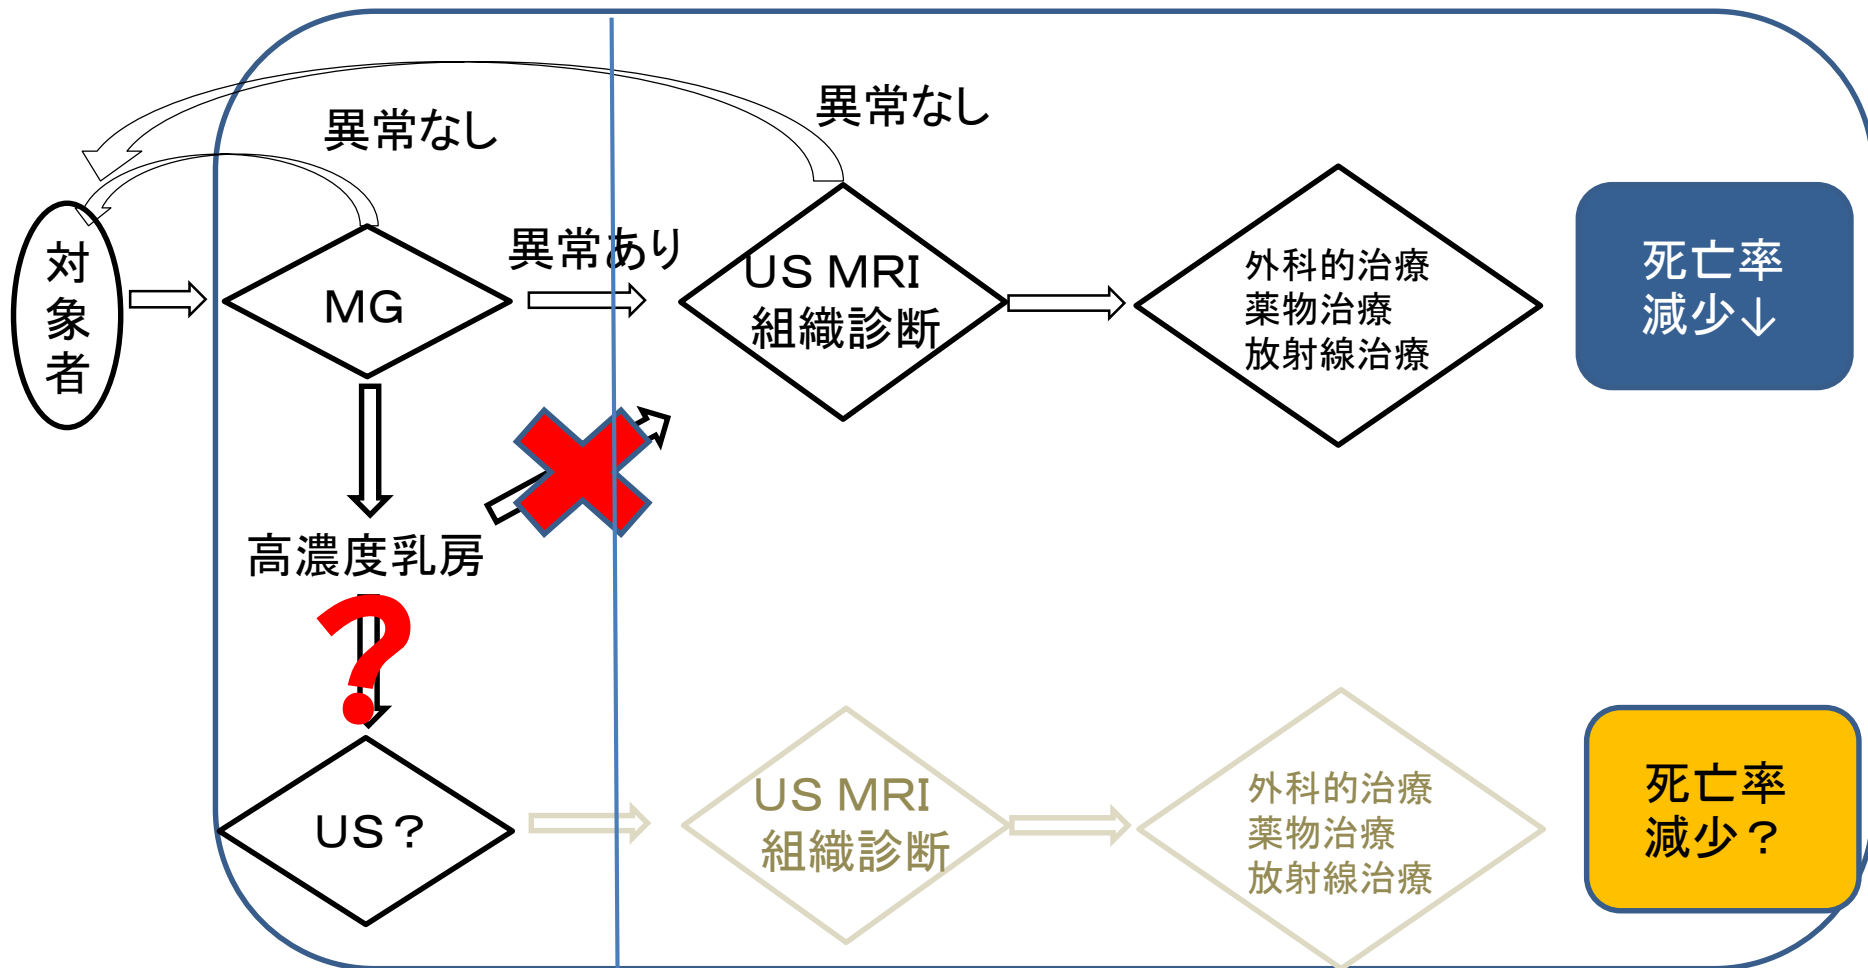 異常なし
異常なし
対
象
者
MG
異常あり
US MRI
組織診断
外科的治療
薬物治療
放射線治療
死亡率
減少↓
高濃度乳房
?
US?
US MRI
組織診断
外科的治療
薬物治療
放射線治療
死亡率
減少?